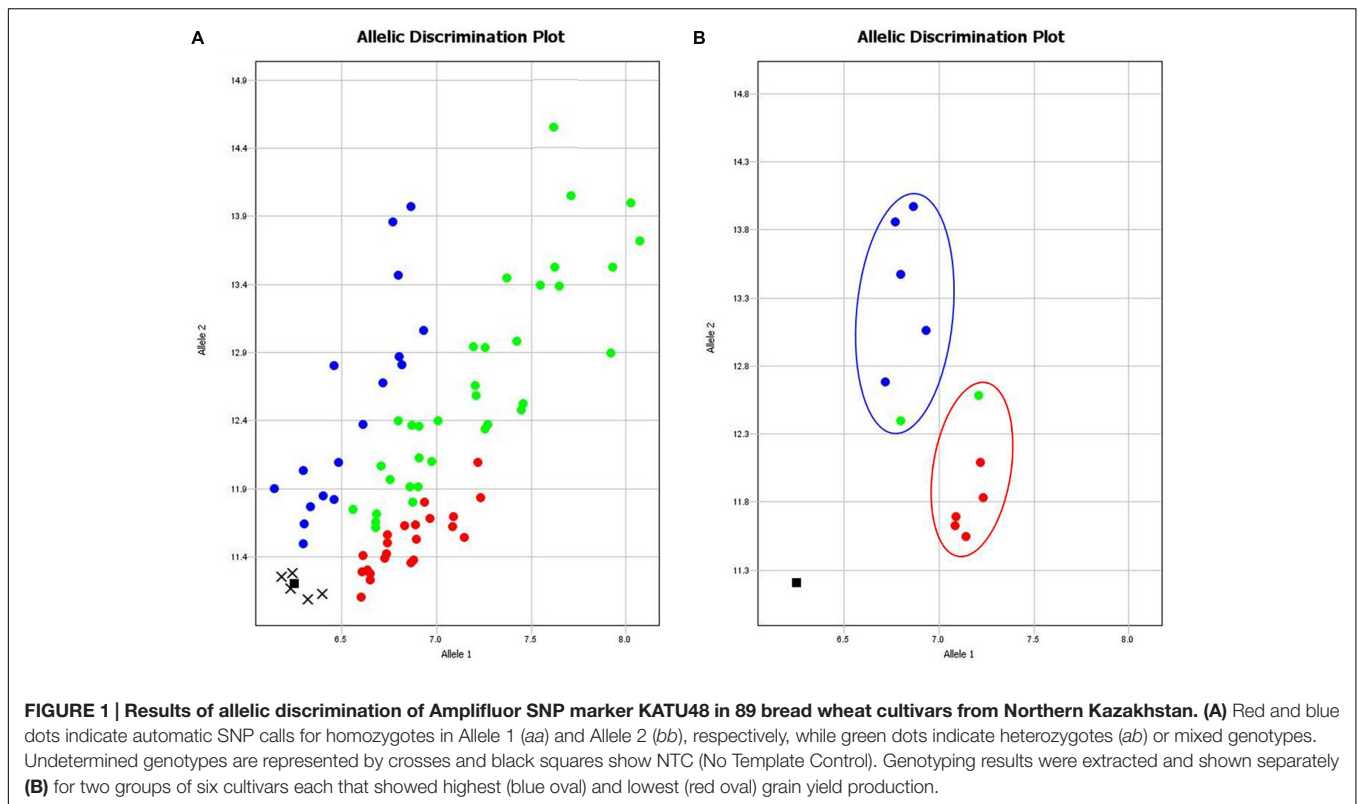 A
Allelic Discrimination Plot
14.9
14.4
13.9
13.4
12.9
12.4
11.9
11.4
Allele 2
6.5 7.0 7.5 8.0
Allele 1
B
Allelic Discrimination Plot
14.8
14.3
13.8
13.3
12.8
12.3
11.8
11.3
Allele 2
6.5 7.0 7.5 8.0
Allele 1
FIGURE 1 | Results of allelic discrimination of Amplifluor SNP marker KATU48 in 89 bread wheat cultivars from Northern Kazakhstan. (A) Red and blue
dots indicate automatic SNP calls for homozygotes in Allele 1 (aa) and Allele 2 (bb), respectively, while green dots indicate heterozygotes (ab) or mixed genotypes.
Undetermined genotypes are represented by crosses and black squares show NTC (No Template Control). Genotyping results were extracted and shown separately
(B) for two groups of six cultivars each that showed highest (blue oval) and lowest (red oval) grain yield production.